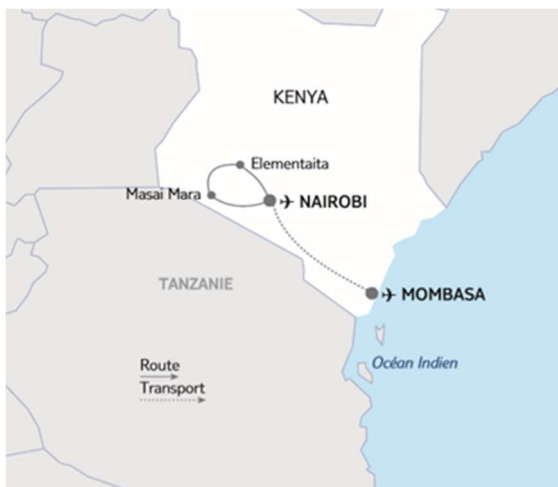 KENYA
Elementaita
Masai Mara
NAIROBI
TANZANIE
MOMBASA
Océan Indien
Route
Transport